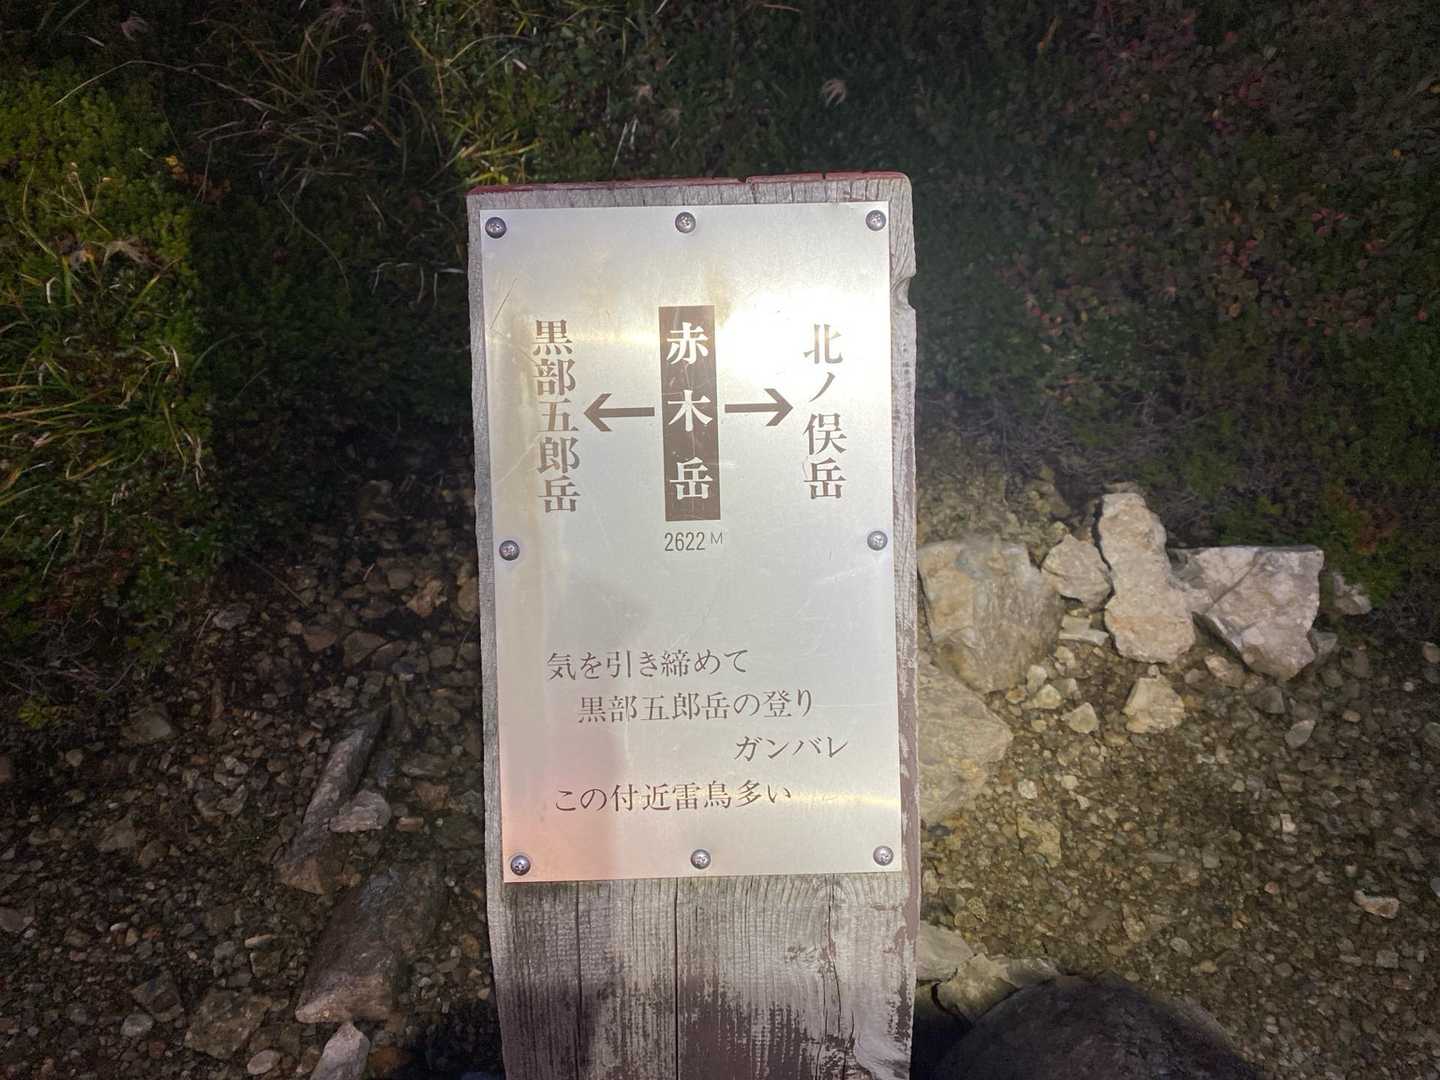 北ノ俣岳
赤木岳
黒部五郎岳
← →
2622M
気を引き締めて
黒部五郎岳の登り
ガンバレ
この付近雷鳥多い